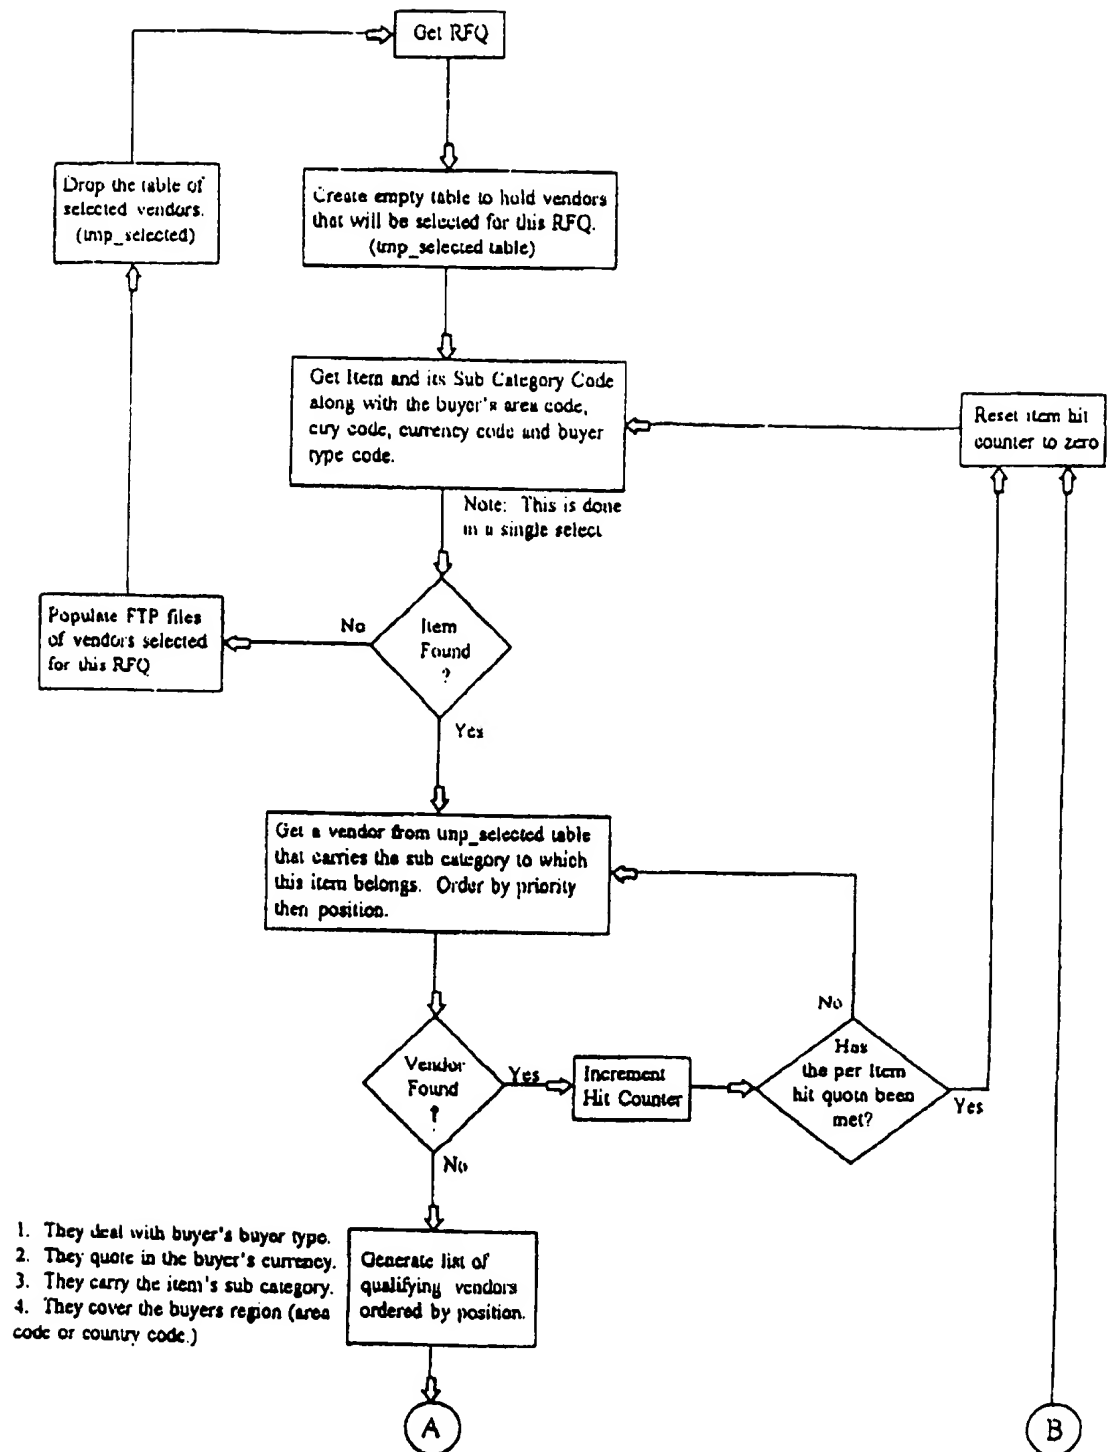 Get RFQ
Drop the table of
selected vendors.
(tmp_selected)
Create empty table to hold vendors
that will be selected for this RFQ.
(tmp_selected table)
Get Item and its Sub Category Code
along with the buyer's area code,
ctry code, currency code and buyer
type code.
Reset item hit
counter to zero
Note: This is done
in a single select
Populate FTP files
of vendors selected
for this RFQ
No
Item
Found
?
Yes
Get a vendor from tmp_selected table
that carries the sub category to which
this item belongs. Order by priority
then position.
No
Vendor
Found
?
Yes
Increment
Hit Counter
Has
the per item
hit quota been
met?
Yes
No
1. They deal with buyer's buyer type.
2. They quote in the buyer's currency.
3. They carry the item's sub category.
4. They cover the buyers region (area
code or country code.)
Generate list of
qualifying vendors
ordered by position.
A
B